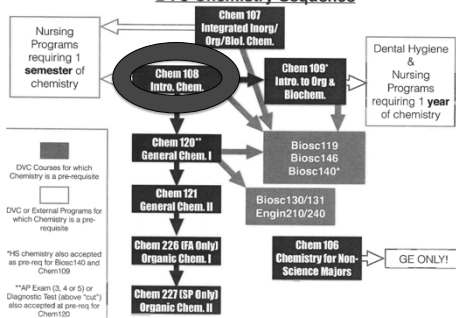 DVC Chemistry Sequence
Chem 107
Integrated Inorg/
Org/Biol. Chem.
Nursing
Programs
requiring 1
semester of
chemistry
Chem 108
Intro. Chem.
Chem 109*
Intro. to Org &
Biochem.
Dental Hygiene
&
Nursing
Programs
requiring 1 year
of chemistry
Chem 120**
General Chem. I
Biosc119
Biosc146
Biosc140*
DVC Courses for which
Chemistry is a pre-requisite
Chem 121
General Chem. II
Biosc130/131
Engin210/240
DVC or External Programs for
which Chemistry is a pre-
requisite
*HS chemistry also accepted
as pre-req for Biosc140 and
Chem109
Chem 226 (FA Only)
Organic Chem. I
Chem 106
Chemistry for Non-
Science Majors
GE ONLY!
**AP Exam (3, 4 or 5) or
Diagnostic Test (above "cut")
also accepted at pre-req for
Chem120
Chem 227 (SP Only)
Organic Chem. II